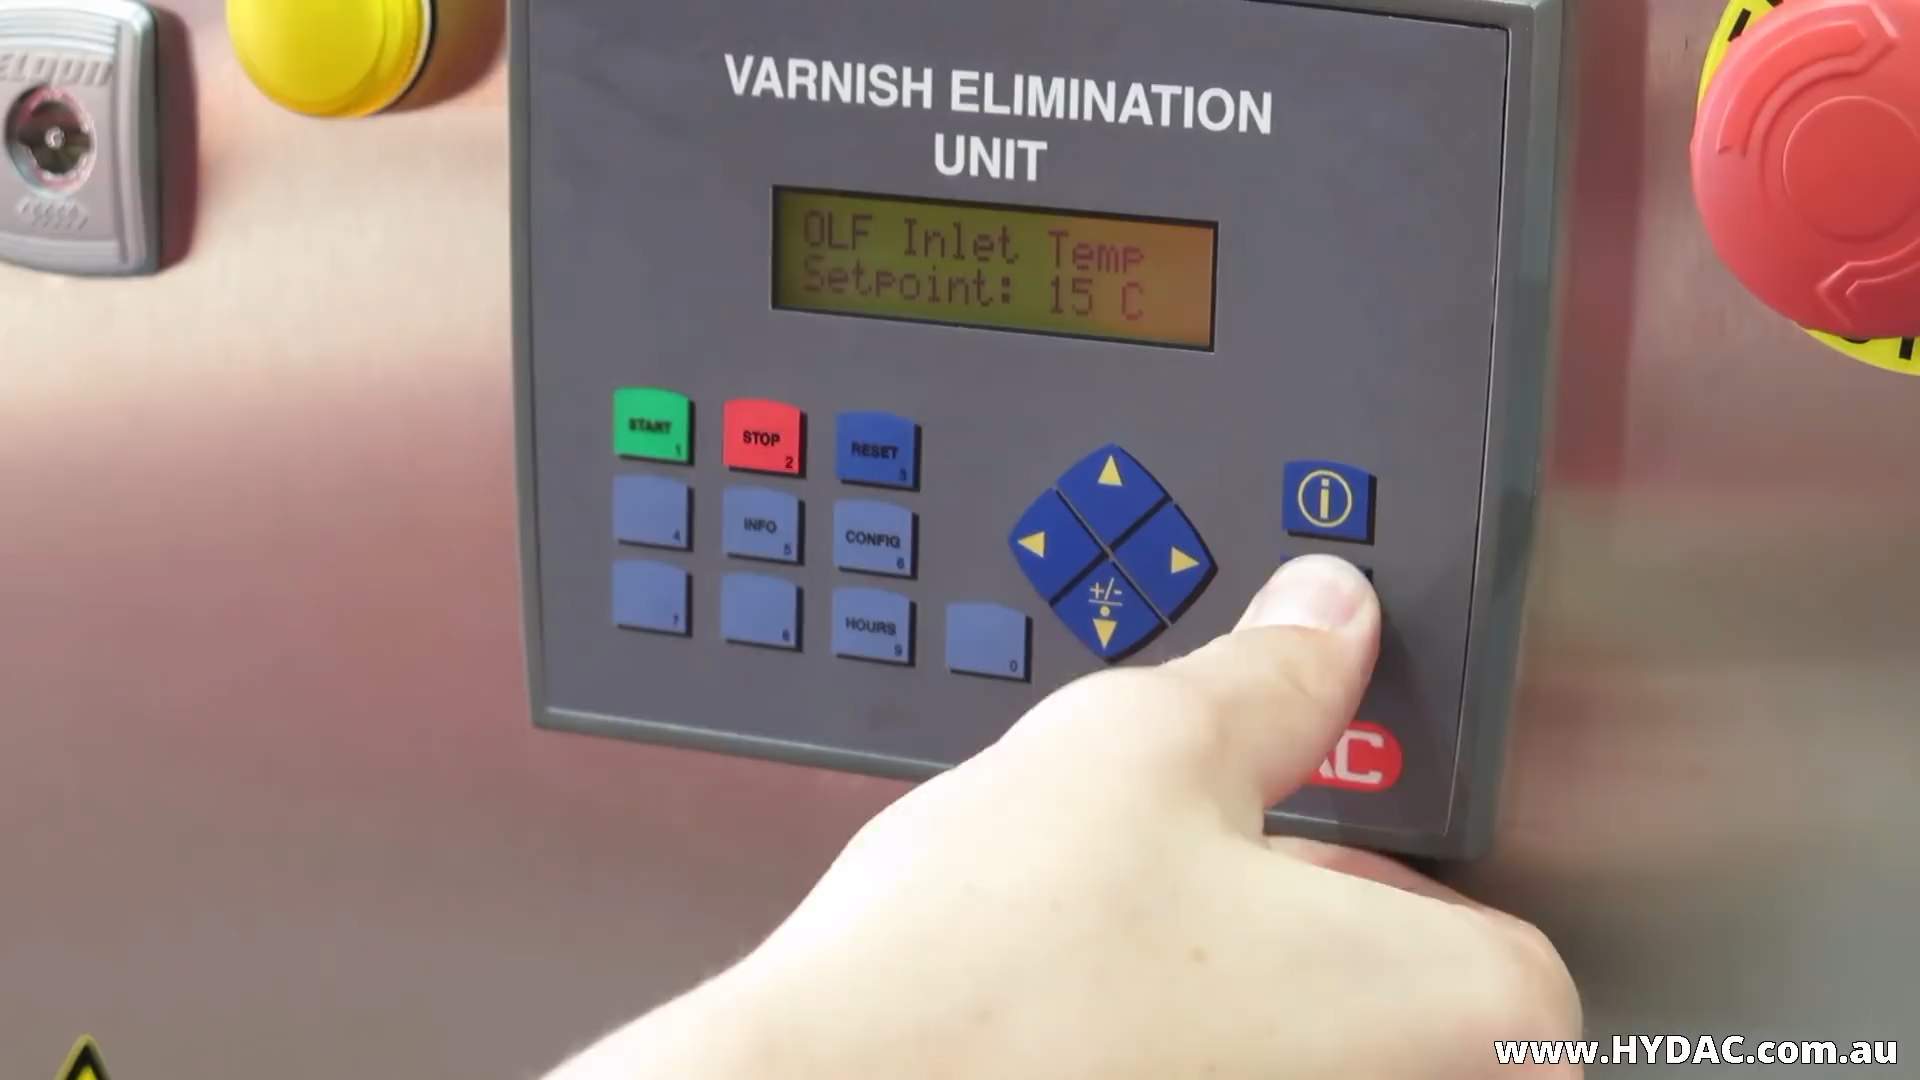 VARNISH ELIMINATION
UNIT
OLF Inlet Temp
Setpoint: 15 C
START
1
STOP
2
RESET
3
4
INFO
5
CONFIG
6
7
8
HOURS
9
0
+/-
i
AC
www.HYDAC.com.au